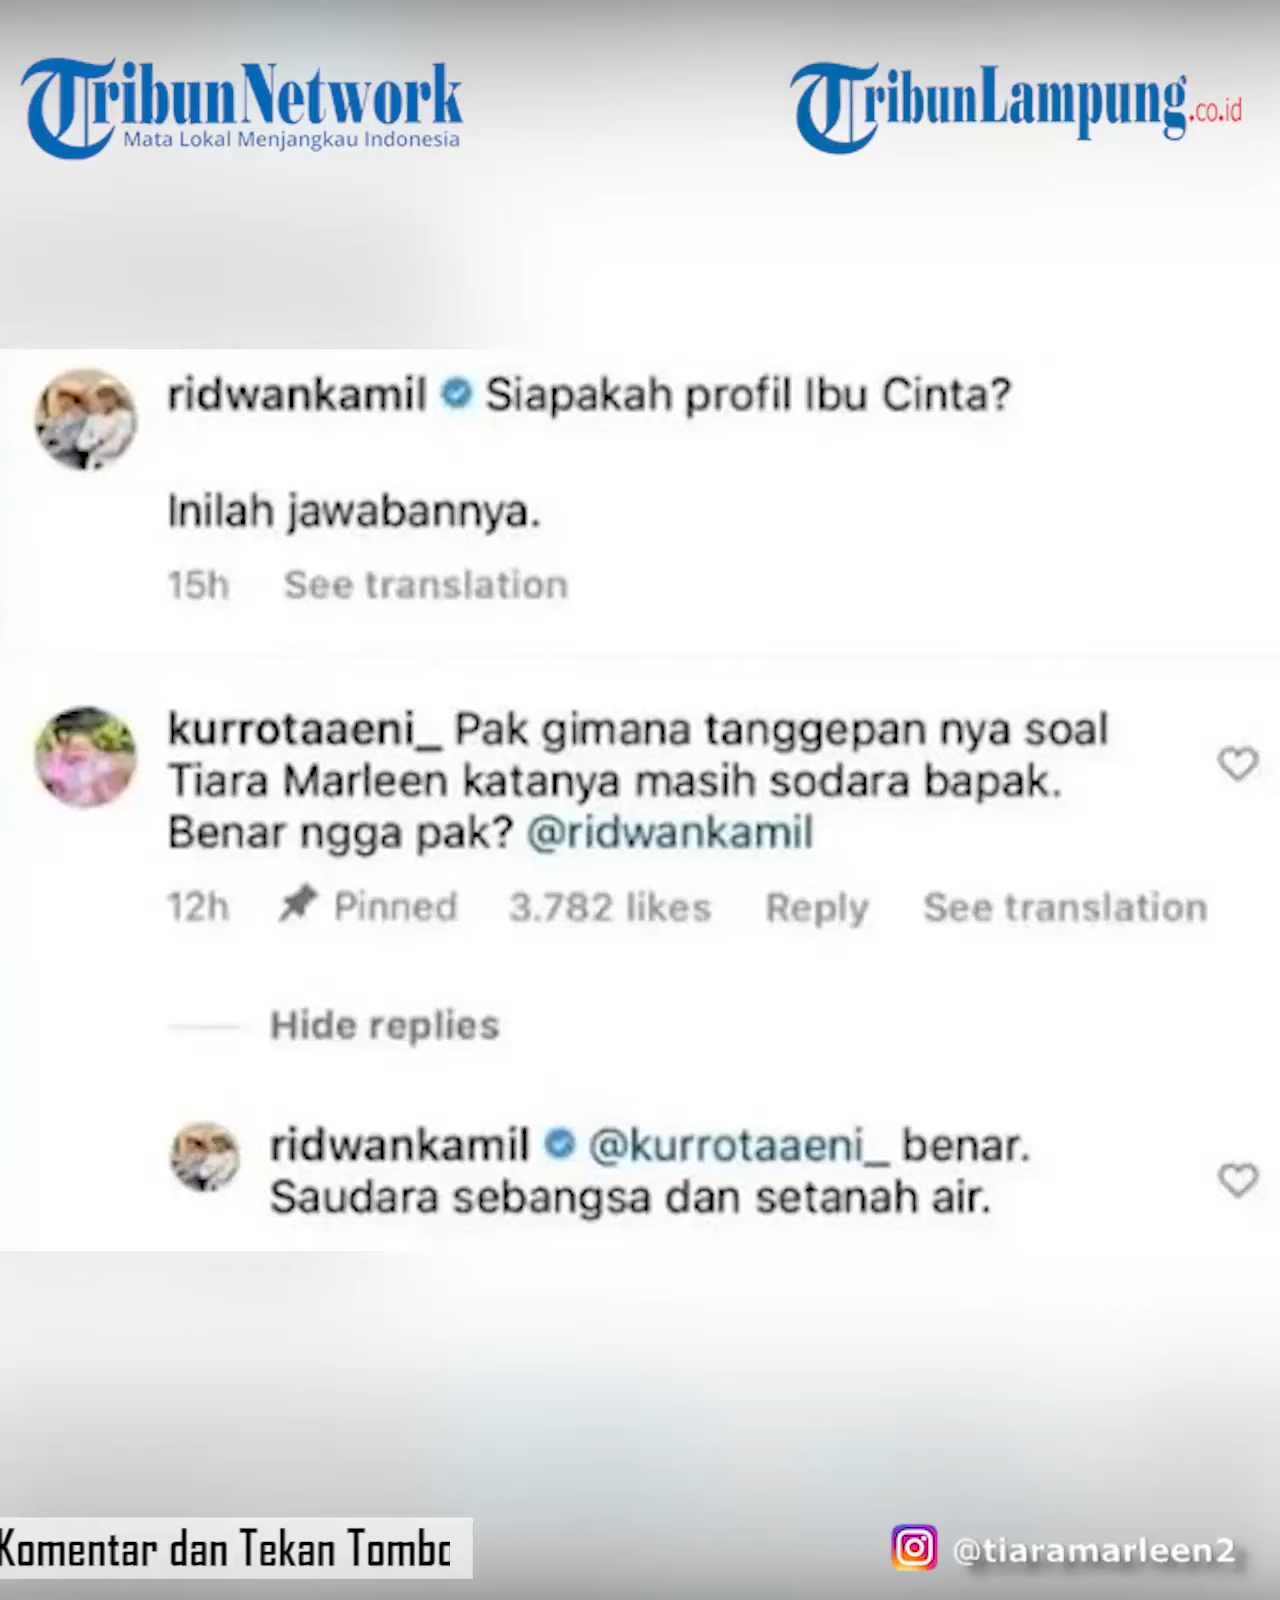 Tribun Network
Mata Lokal Menjangkau Indonesia
TribunLampung.co.id
ridwankamil Siapakah profil Ibu Cinta?
Inilah jawabannya.
15h See translation
kurrotaaeni_ Pak gimana tanggepan nya soal
Tiara Marleen katanya masih sodara bapak.
Benar ngga pak? @ridwankamil
12h Pinned 3.782 likes Reply See translation
Hide replies
ridwankamil @kurrotaaeni_ benar.
Saudara sebangsa dan setanah air.
Komentar dan Tekan Tombo
@tiaramarleen2